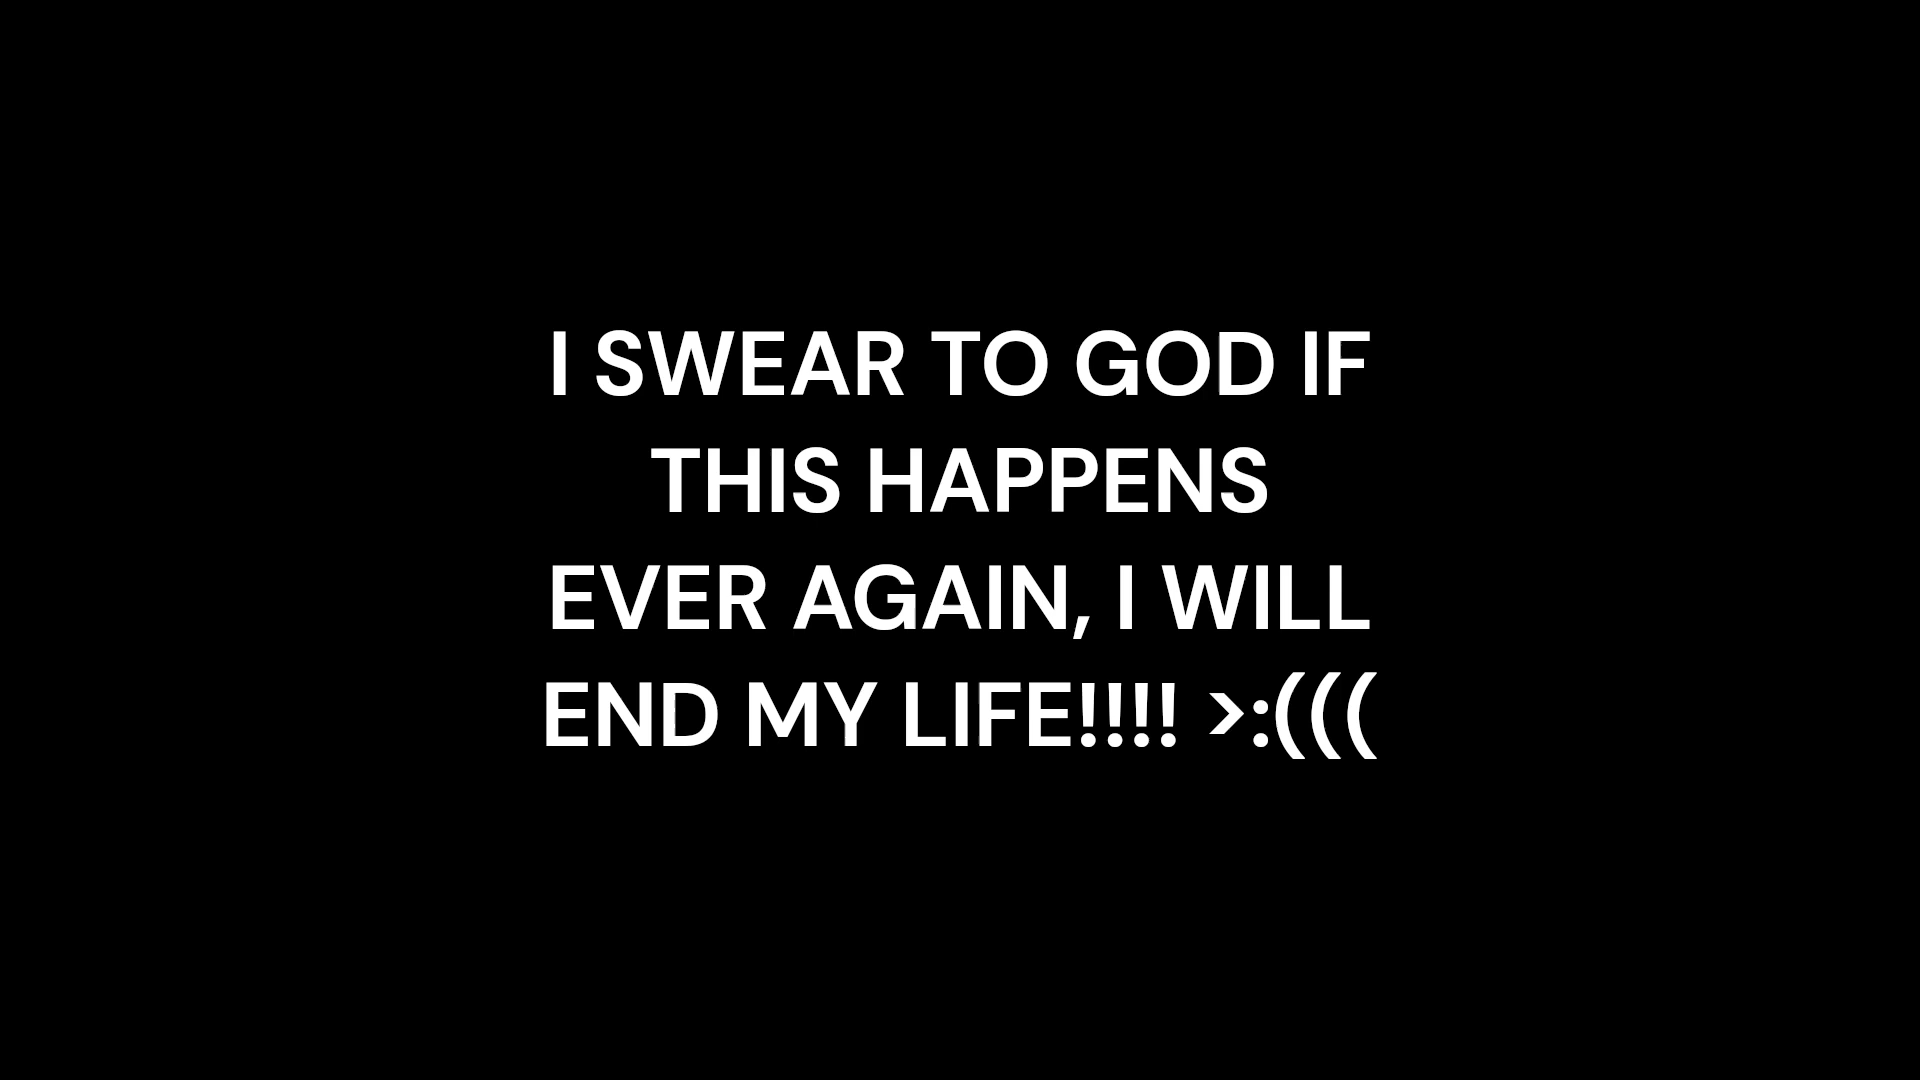 I SWEAR TO GOD IF
THIS HAPPENS
EVER AGAIN, I WILL
END MY LIFE!!!! >:(((